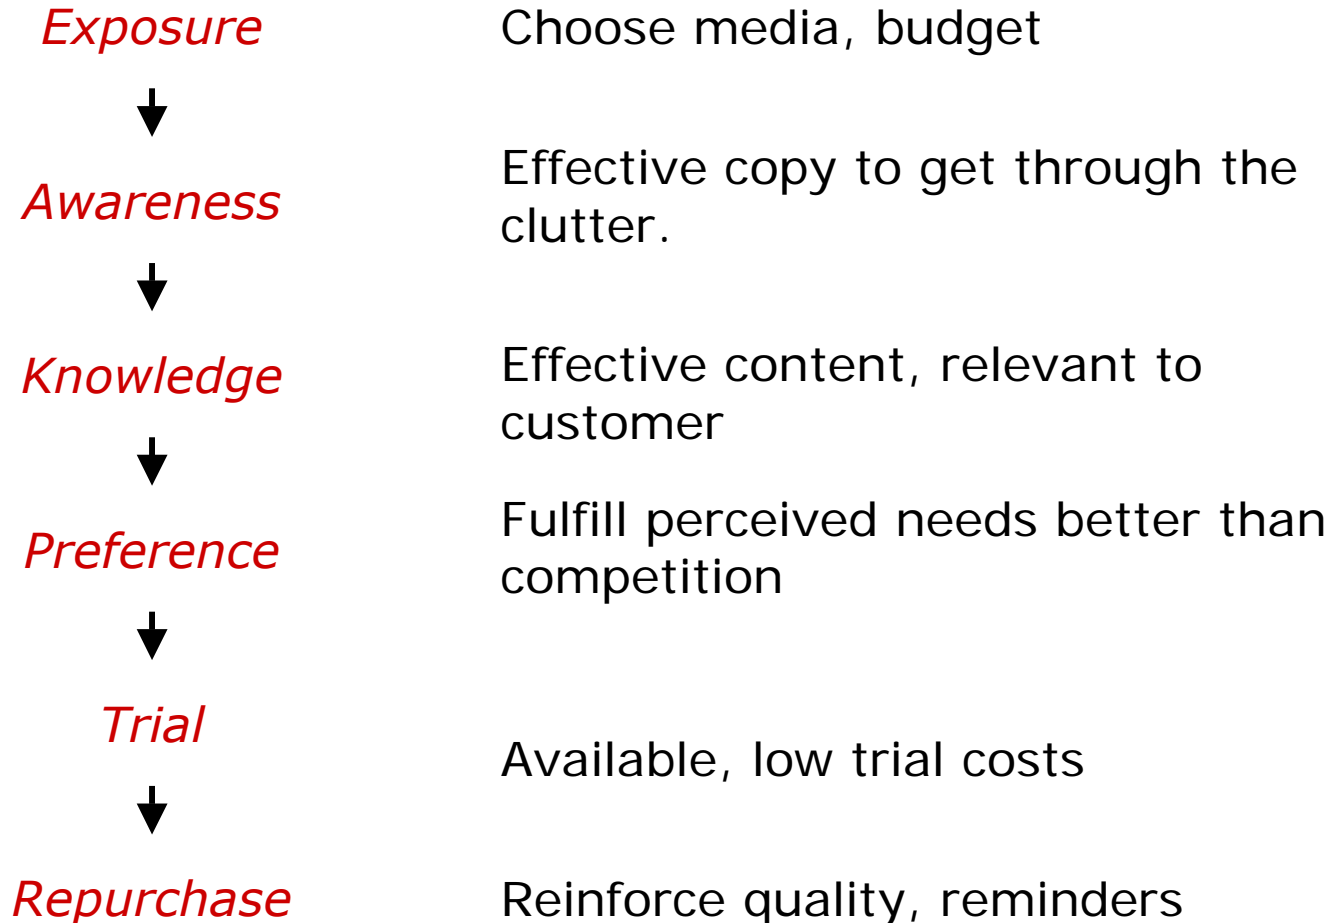 Exposure Choose media, budget
Effective copy to get through the
Awareness
clutter.
Knowledge
Effective content, relevant to
customer
Preference
Fulfill perceived needs better than
competition
Trial
Available, low trial costs
Repurchase Reinforce quality, reminders